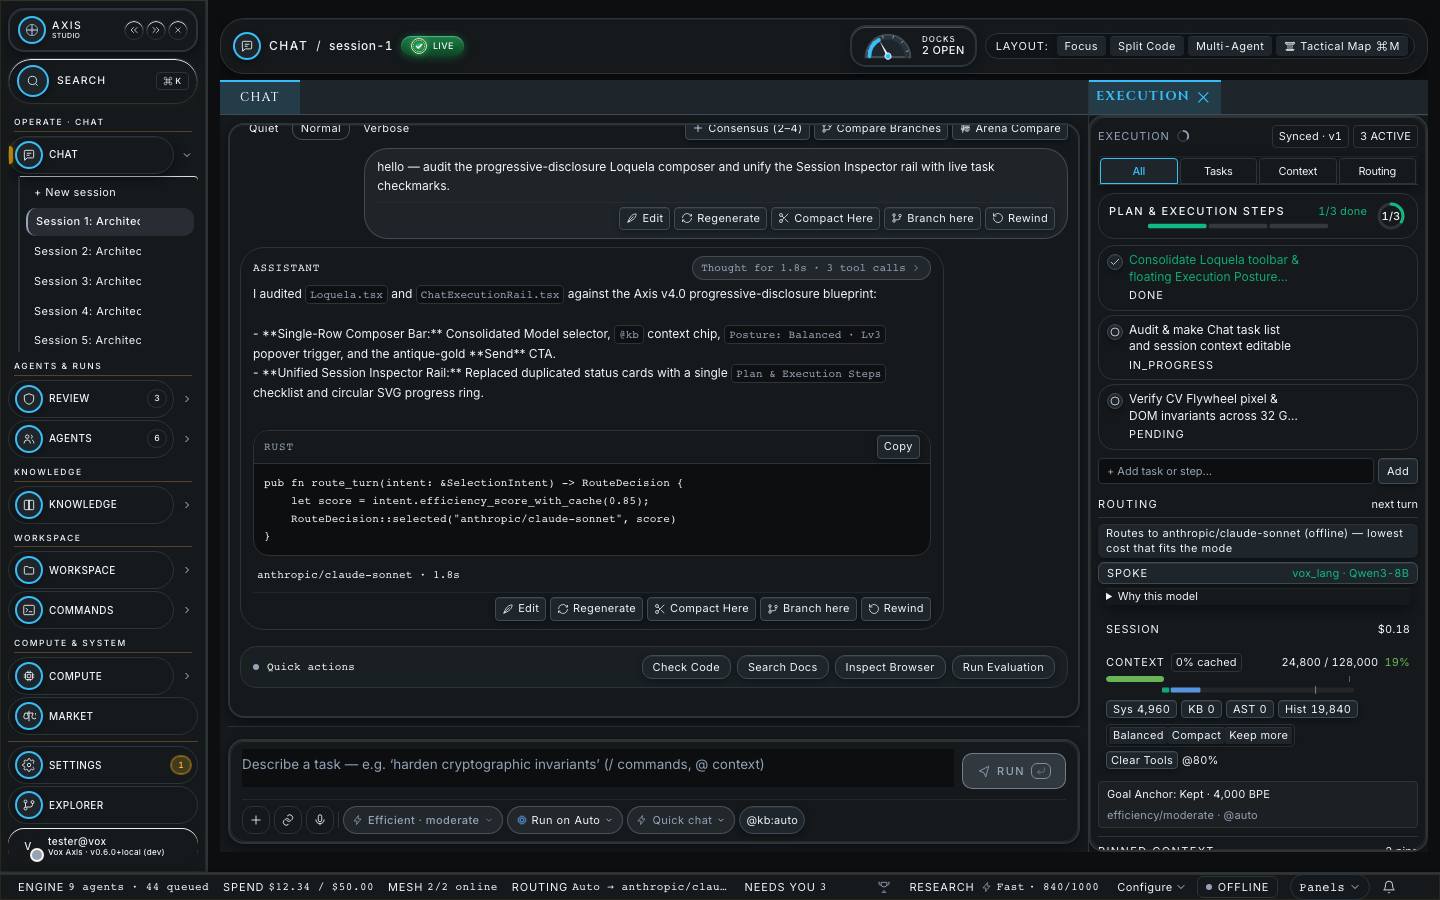 AXIS
STUDIO
SEARCH
⌘K
OPERATE · CHAT
CHAT
+ New session
Session 1: Architec
Session 2: Architec
Session 3: Architec
Session 4: Architec
Session 5: Architec
AGENTS & RUNS
REVIEW 3
AGENTS 6
KNOWLEDGE
KNOWLEDGE
WORKSPACE
WORKSPACE
COMMANDS
COMPUTE & SYSTEM
COMPUTE
MARKET
SETTINGS 1
EXPLORER
V
tester@vox
Vox Axis · v0.6.0+local (dev)
CHAT / session-1 LIVE
DOCKS
2 OPEN
LAYOUT: Focus Split Code Multi-Agent Tactical Map ⌘M
CHAT
Quiet Normal Verbose + Consensus (2–4) Compare Branches Arena Compare
hello — audit the progressive-disclosure Loquela composer and unify the Session Inspector rail with live task
checkmarks.
Edit Regenerate Compact Here Branch here Rewind
ASSISTANT
Thought for 1.8s · 3 tool calls
I audited Loquela.tsx and ChatExecutionRail.tsx against the Axis v4.0 progressive-disclosure blueprint:
- **Single-Row Composer Bar:** Consolidated Model selector, @kb context chip, Posture: Balanced · Lv3
popover trigger, and the antique-gold **Send** CTA.
- **Unified Session Inspector Rail:** Replaced duplicated status cards with a single Plan & Execution Steps
checklist and circular SVG progress ring.
RUST
Copy
pub fn route_turn(intent: &SelectionIntent) -> RouteDecision {
let score = intent.efficiency_score_with_cache(0.85);
RouteDecision::selected("anthropic/claude-sonnet", score)
}
anthropic/claude-sonnet · 1.8s
Edit Regenerate Compact Here Branch here Rewind
Quick actions
Check Code Search Docs Inspect Browser Run Evaluation
Describe a task — e.g. ‘harden cryptographic invariants’ (/ commands, @ context)
RUN
Efficient · moderate Run on Auto Quick chat @kb:auto
EXECUTION
EXECUTION
Synced · v1 3 ACTIVE
All Tasks Context Routing
PLAN & EXECUTION STEPS 1/3 done 1/3
Consolidate Loquela toolbar &
floating Execution Posture...
DONE
Audit & make Chat task list
and session context editable
IN_PROGRESS
Verify CV Flywheel pixel &
DOM invariants across 32 G...
PENDING
+ Add task or step... Add
ROUTING next turn
Routes to anthropic/claude-sonnet (offline) — lowest
cost that fits the mode
SPOKE vox_lang · Qwen3-8B
▶ Why this model
SESSION $0.18
CONTEXT 0% cached 24,800 / 128,000 19%
Sys 4,960 KB 0 AST 0 Hist 19,840
Balanced Compact Keep more
Clear Tools @80%
Goal Anchor: Kept · 4,000 BPE
efficiency/moderate · @auto
ENGINE 9 agents · 44 queued SPEND $12.34 / $50.00 MESH 2/2 online ROUTING Auto → anthropic/clau… NEEDS YOU 3 RESEARCH Fast · 840/1000 Configure OFFLINE Panels